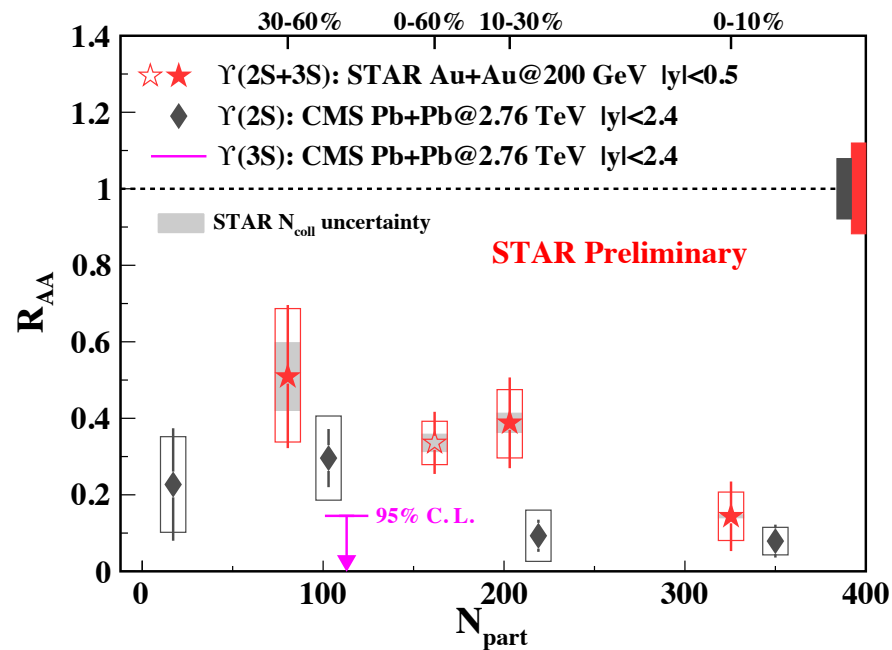 30-60% 0-60% 10-30% 0-10%
1.4
ϒ(2S+3S): STAR Au+Au@200 GeV |y|<0.5
1.2
ϒ(2S): CMS Pb+Pb@2.76 TeV |y|<2.4
ϒ(3S): CMS Pb+Pb@2.76 TeV |y|<2.4
1
STAR Ncoll uncertainty
STAR Preliminary
0.8
RAA
0.6
0.4
0.2
95% C. L.
0
0 100 200 300 400
Npart